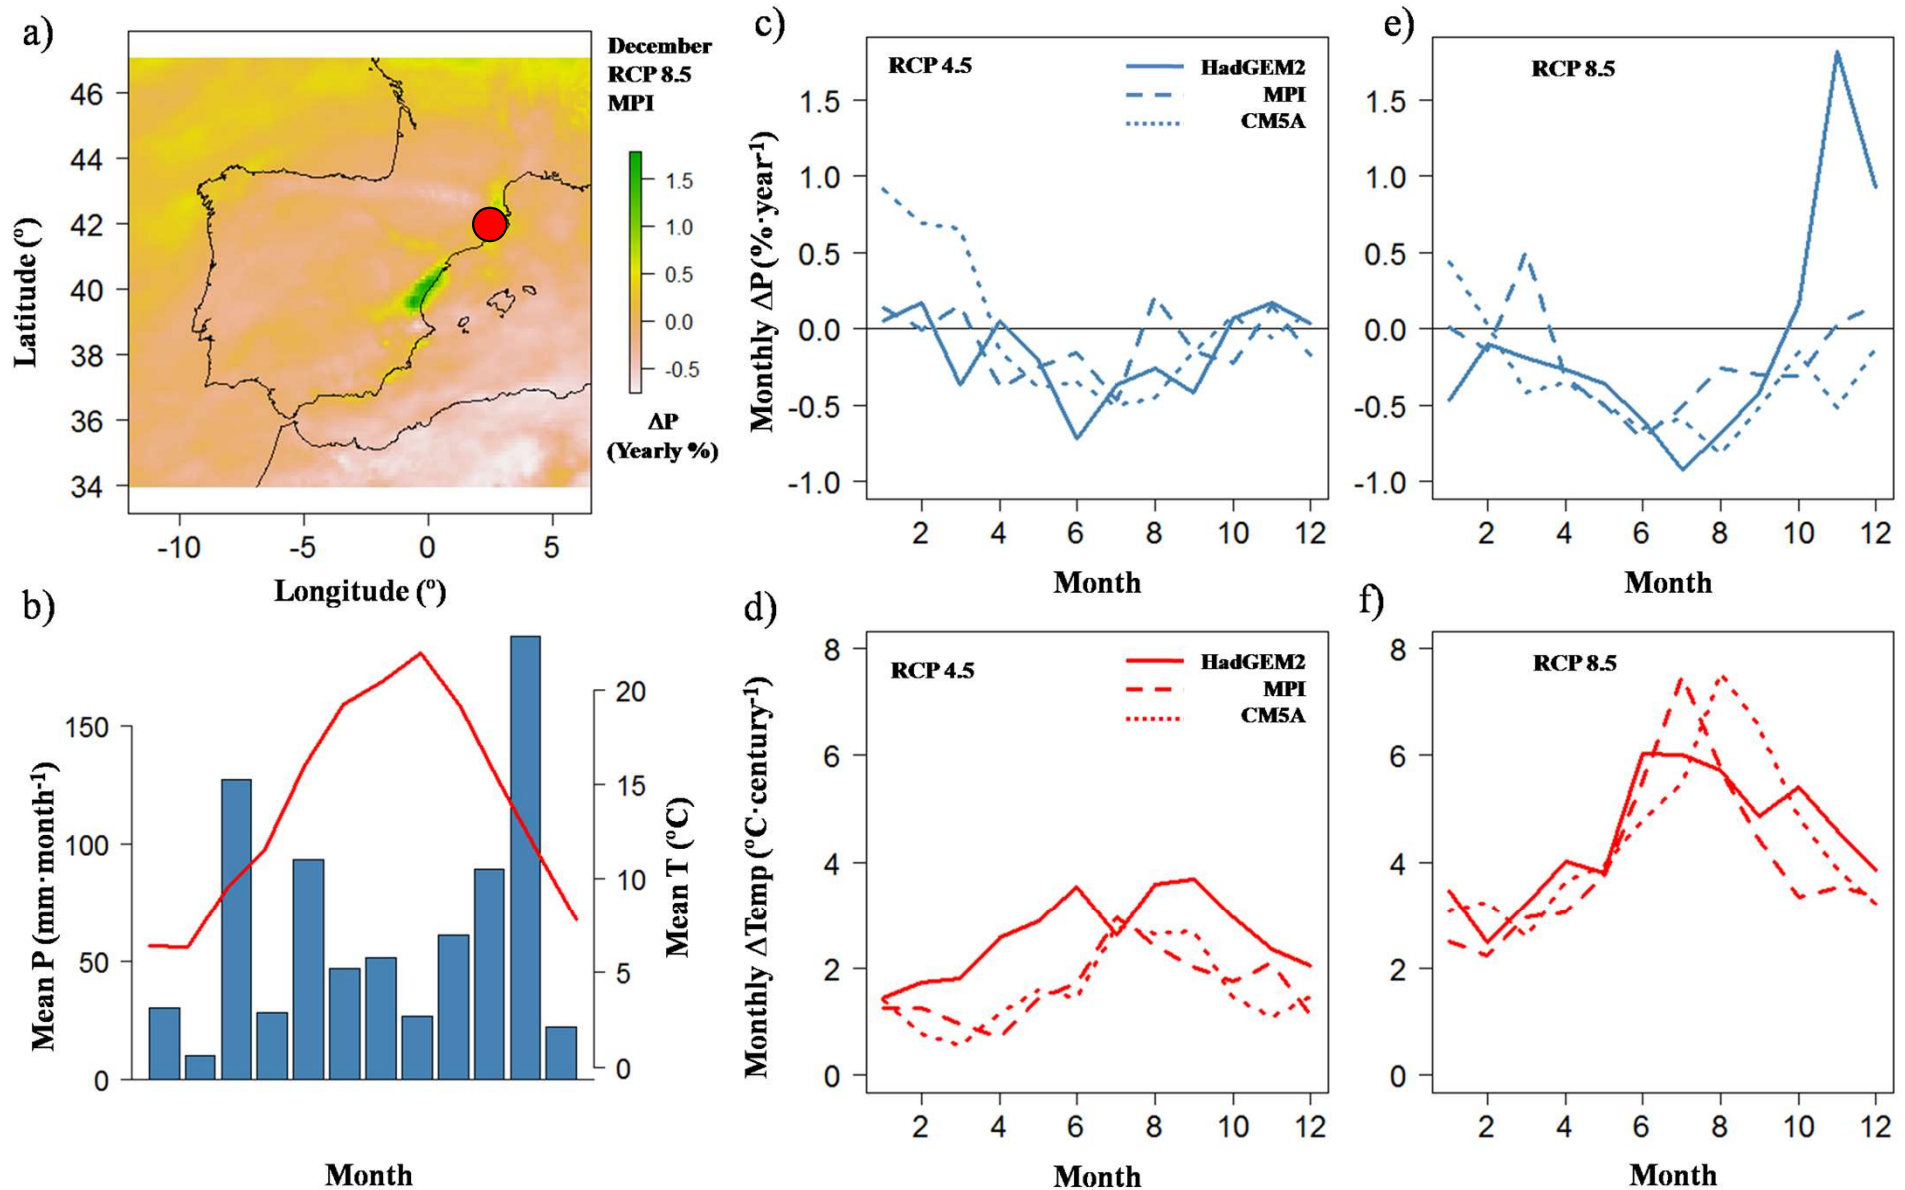 a)
December
RCP 8.5
MPI
46
44
42
40
38
36
34
Latitude (º)
-10
-5
0
5
Longitude (º)
1.5
1.0
0.5
0.0
-0.5
ΔP
(Yearly %)
b)
150
100
50
0
Mean P (mm·month-1)
20
15
10
5
0
Mean T (ºC)
Month
c)
RCP 4.5
HadGEM2
MPI
CM5A
1.5
1.0
0.5
0.0
-0.5
-1.0
Monthly ΔP (%·year-1)
2 4 6 8 10 12
Month
d)
RCP 4.5
HadGEM2
MPI
CM5A
8
6
4
2
0
Monthly ΔTemp (ºC·century-1)
2 4 6 8 10 12
Month
e)
RCP 8.5
1.5
1.0
0.5
0.0
-0.5
-1.0
2 4 6 8 10 12
Month
f)
RCP 8.5
8
6
4
2
0
2 4 6 8 10 12
Month